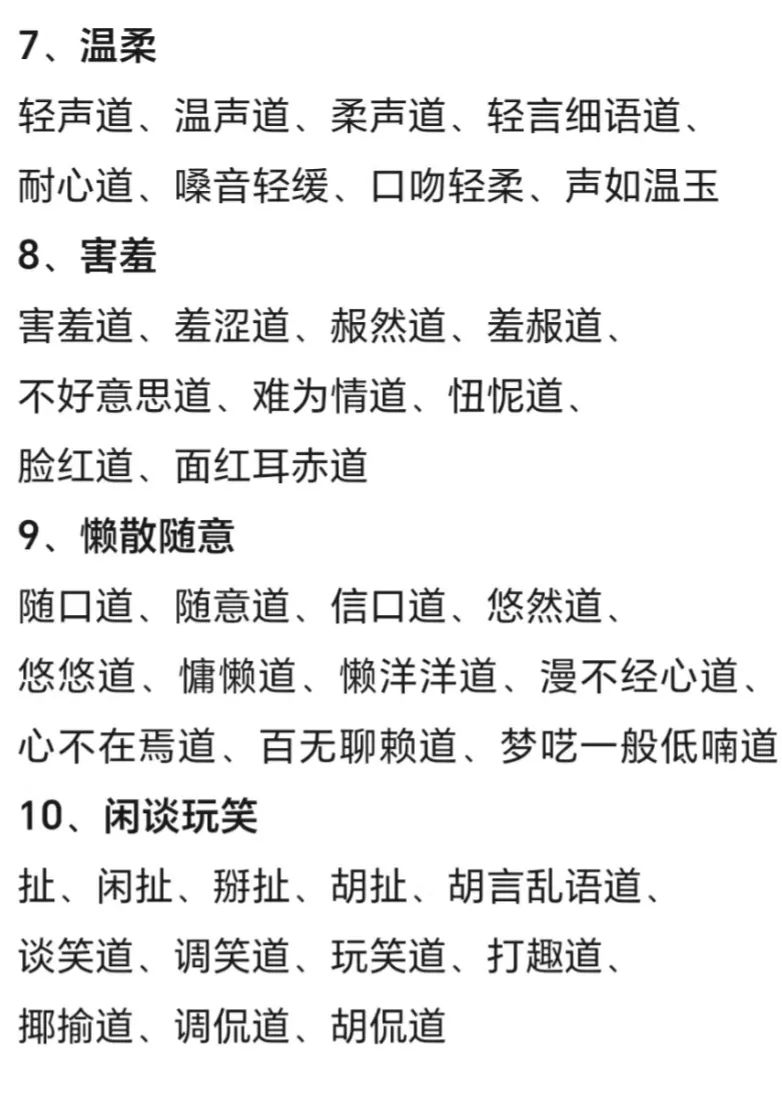 7、温柔
轻声道、温声道、柔声道、轻言细语道、
耐心道、嗓音轻缓、口吻轻柔、声如温玉
8、害羞
害羞道、羞涩道、赧然道、羞赧道、
不好意思道、难为情道、忸怩道、
脸红道、面红耳赤道
9、懒散随意
随口道、随意道、信口道、悠然道、
悠悠道、慵懒道、懒洋洋道、漫不经心道、
心不在焉道、百无聊赖道、梦呓一般低喃道
10、闲谈玩笑
扯、闲扯、掰扯、胡扯、胡言乱语道、
谈笑道、调笑道、玩笑道、打趣道、
揶揄道、调侃道、胡侃道